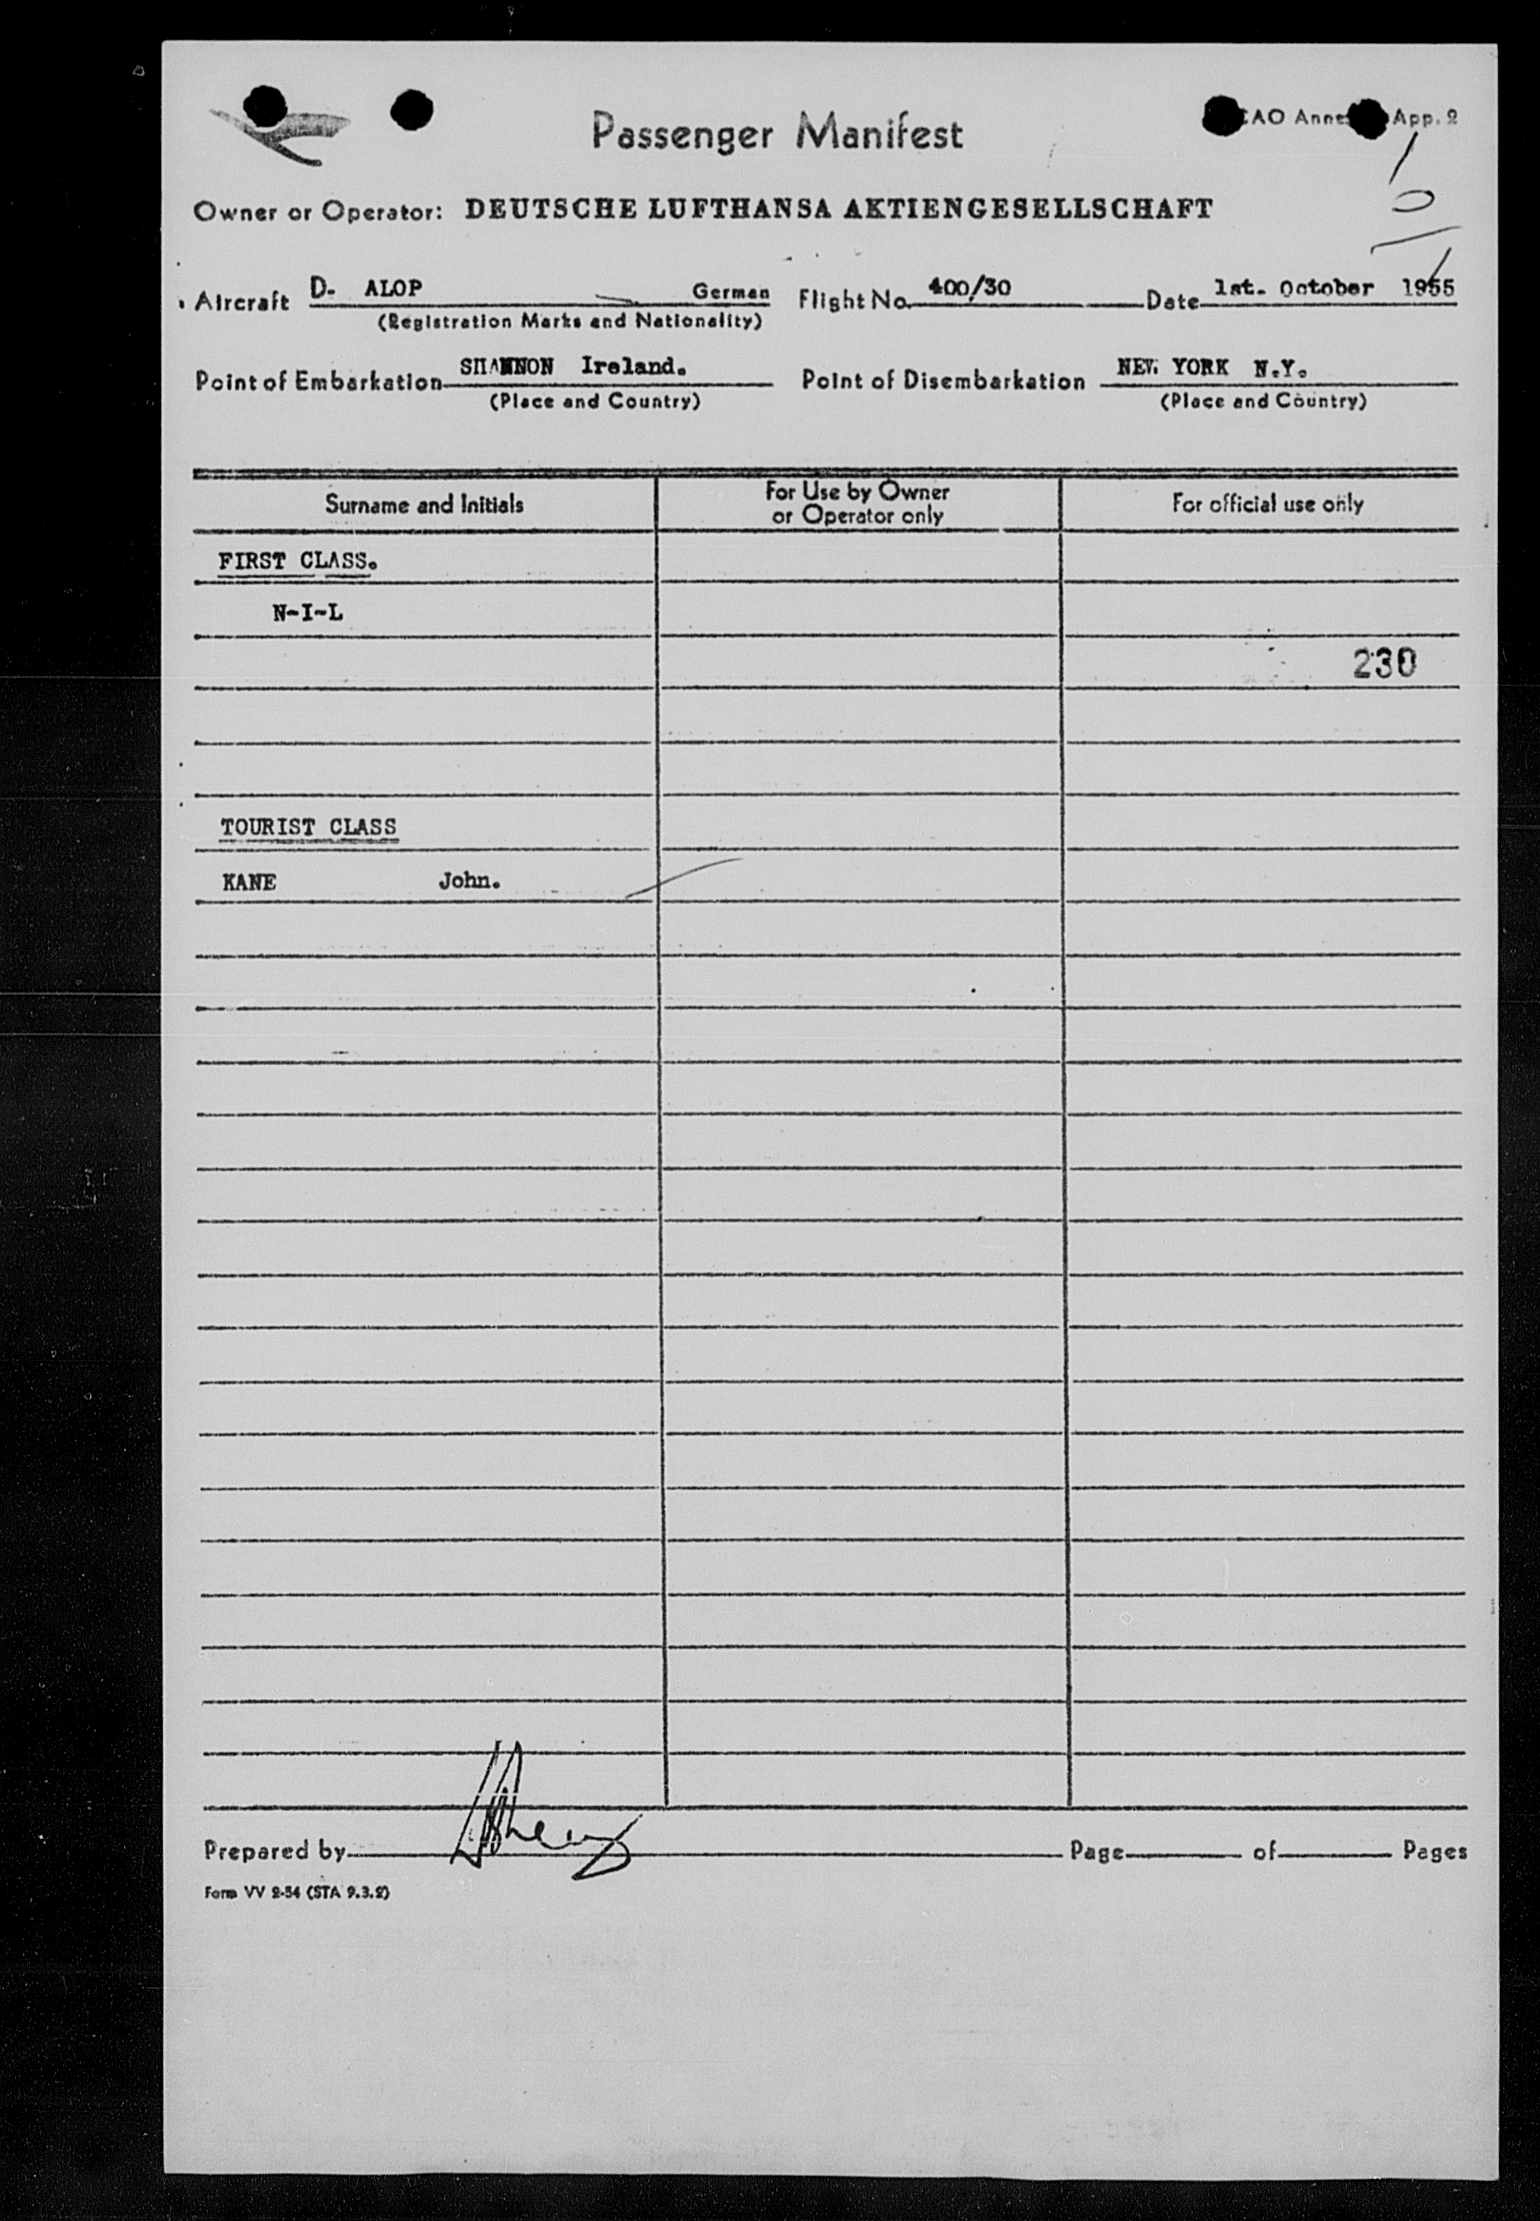 Passenger Manifest
CAO Anne App. 2
1
0
1
Owner or Operator: DEUTSCHE LUFTHANSA AKTIENGESELLSCHAFT
Aircraft D- ALOP German Flight No. 400/30 Date 1st. October 1955
(Registration Marks and Nationality)
Point of Embarkation SHANNON Ireland. Point of Disembarkation NEW YORK N.Y.
(Place and Country) (Place and Country)
Surname and Initials For Use by Owner or Operator only For official use only
FIRST CLASS.
N-I-L
230
TOURIST CLASS
KANE John.
Prepared by Page of Pages
Form VV 2-54 (STA 9.3.2)